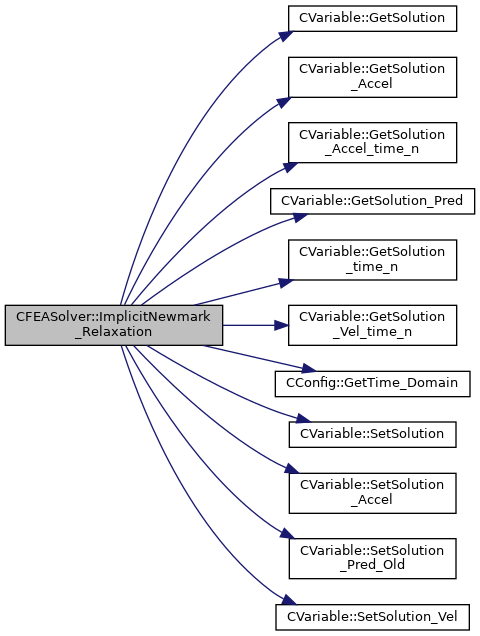 CVariable::GetSolution
CVariable::GetSolution
_Accel
CVariable::GetSolution
_Accel_time_n
CVariable::GetSolution_Pred
CVariable::GetSolution
_time_n
CFEASolver::ImplicitNewmark
_Relaxation
CVariable::GetSolution
_Vel_time_n
CConfig::GetTime_Domain
CVariable::SetSolution
CVariable::SetSolution
_Accel
CVariable::SetSolution
_Pred_Old
CVariable::SetSolution_Vel